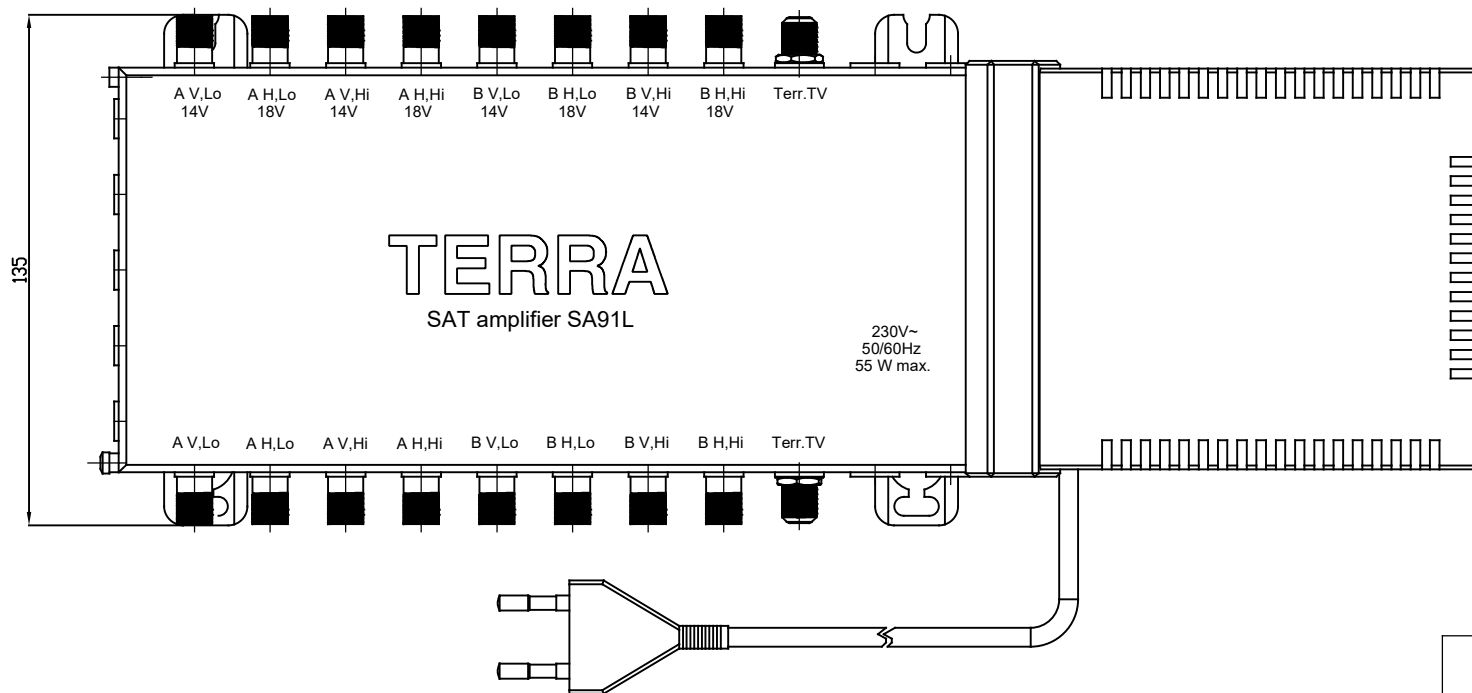 A V,Lo A H,Lo A V,Hi A H,Hi B V,Lo B H,Lo B V,Hi B H,Hi Terr.TV
14V 18V 14V 18V 14V 18V 14V 18V
135
TERRA
SAT amplifier SA91L
230V~
50/60Hz
55 W max.
A V,Lo A H,Lo A V,Hi A H,Hi B V,Lo B H,Lo B V,Hi B H,Hi Terr.TV